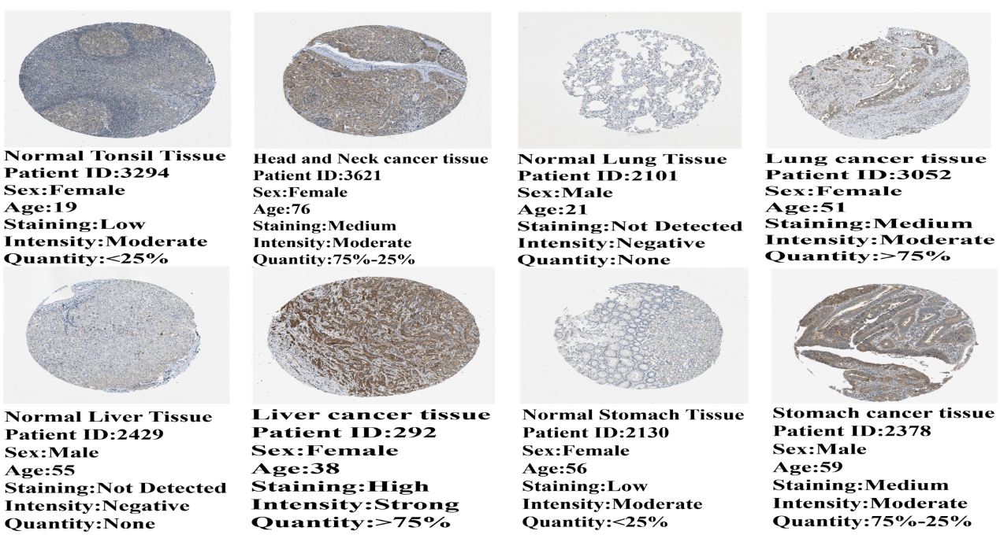 Normal Tonsil Tissue
Patient ID:3294
Sex:Female
Age:19
Staining:Low
Intensity:Moderate
Quantity:<25%
Head and Neck cancer tissue
Patient ID:3621
Sex:Female
Age:76
Staining:Medium
Intensity:Moderate
Quantity:75%-25%
Normal Lung Tissue
Patient ID:2101
Sex:Male
Age:21
Staining:Not Detected
Intensity:Negative
Quantity:None
Lung cancer tissue
Patient ID:3052
Sex:Female
Age:51
Staining:Medium
Intensity:Moderate
Quantity:>75%
Normal Liver Tissue
Patient ID:2429
Sex:Male
Age:55
Staining:Not Detected
Intensity:Negative
Quantity:None
Liver cancer tissue
Patient ID:292
Sex:Female
Age:38
Staining:High
Intensity:Strong
Quantity:>75%
Normal Stomach Tissue
Patient ID:2130
Sex:Female
Age:56
Staining:Low
Intensity:Moderate
Quantity:<25%
Stomach cancer tissue
Patient ID:2378
Sex:Male
Age:59
Staining:Medium
Intensity:Moderate
Quantity:75%-25%